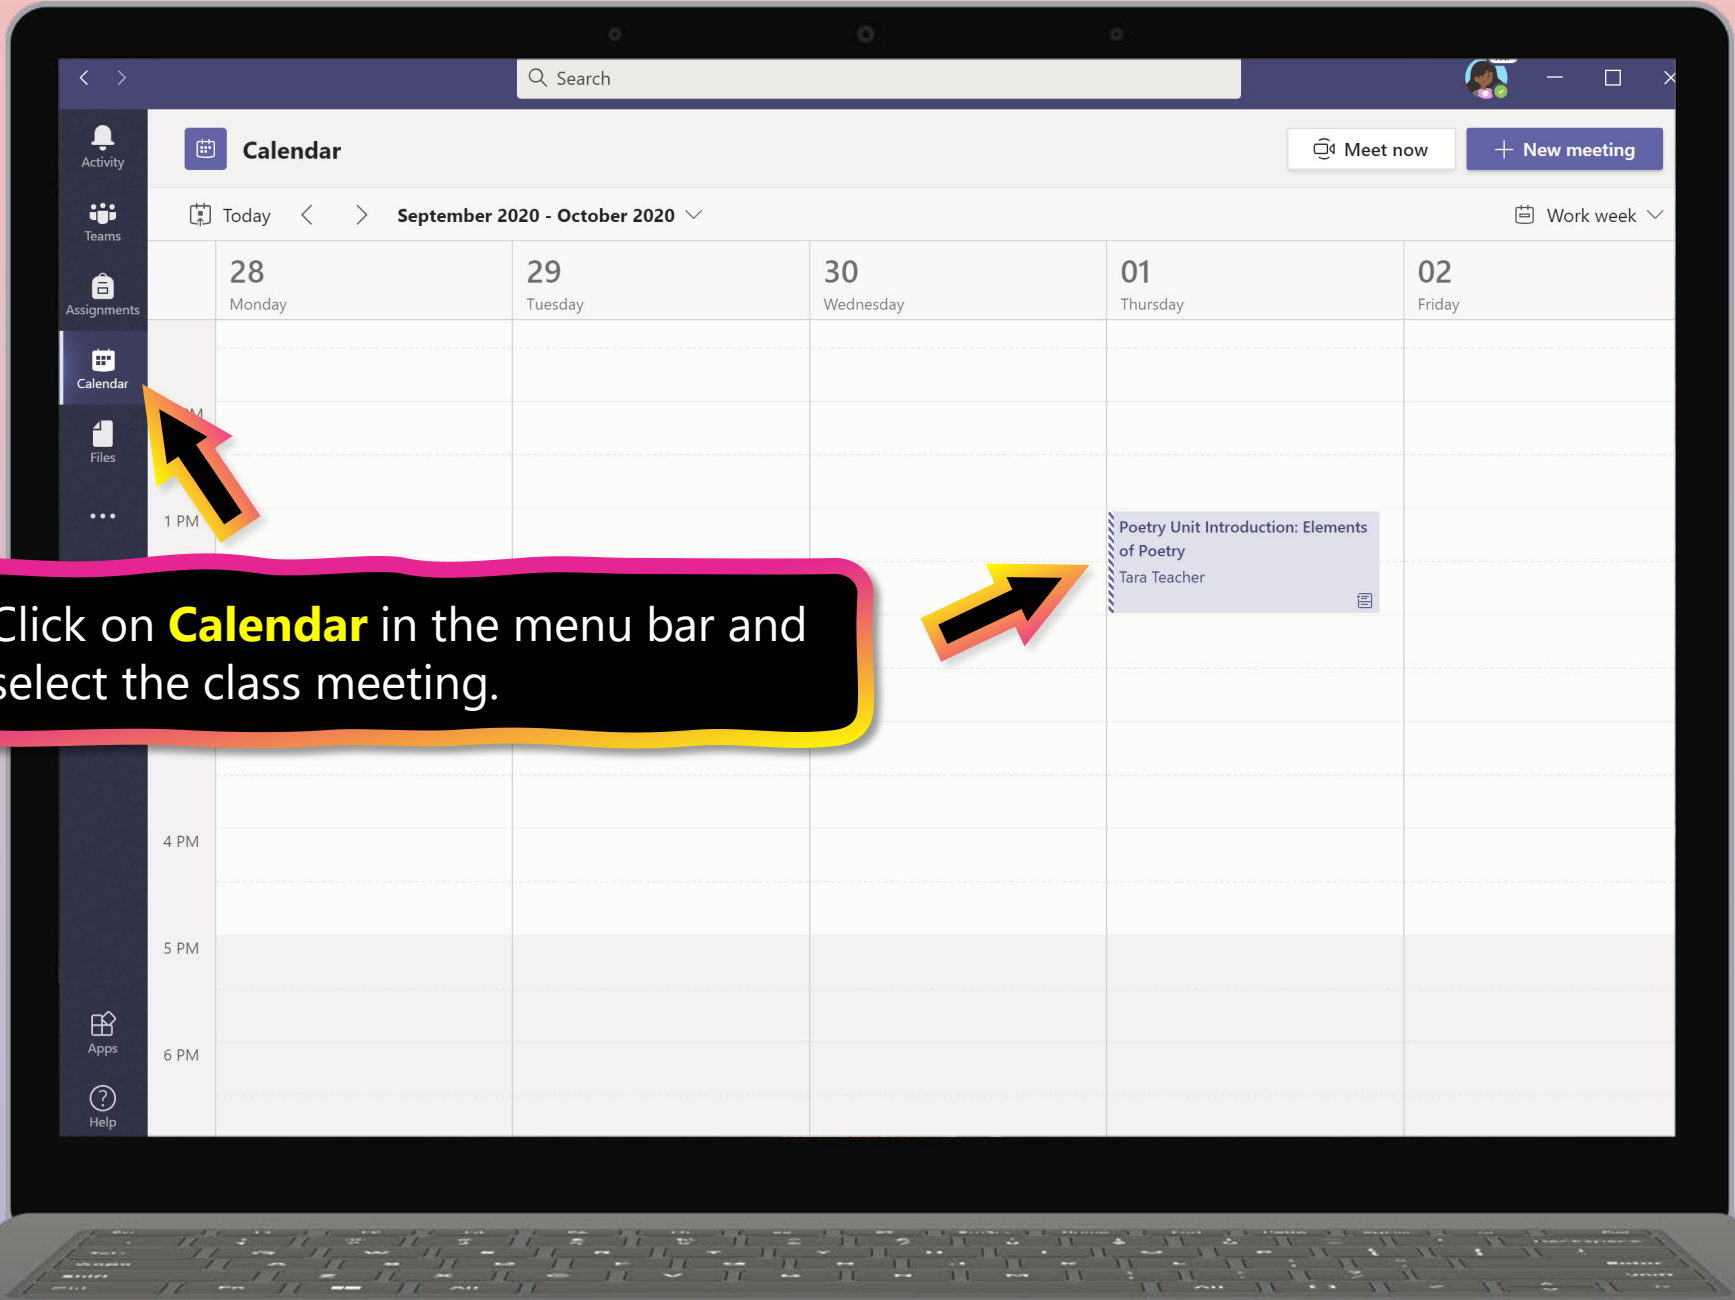 Search
Activity
Calendar
Meet now
New meeting
Teams
Today
September 2020 - October 2020
Work week
28
29
30
01
02
Monday
Tuesday
Wednesday
Thursday
Friday
Assignments
Calendar
Files
1 PM
Poetry Unit Introduction: Elements
of Poetry
Tara Teacher
Click on Calendar in the menu bar and
select the class meeting.
4 PM
5 PM
Apps
6 PM
Help